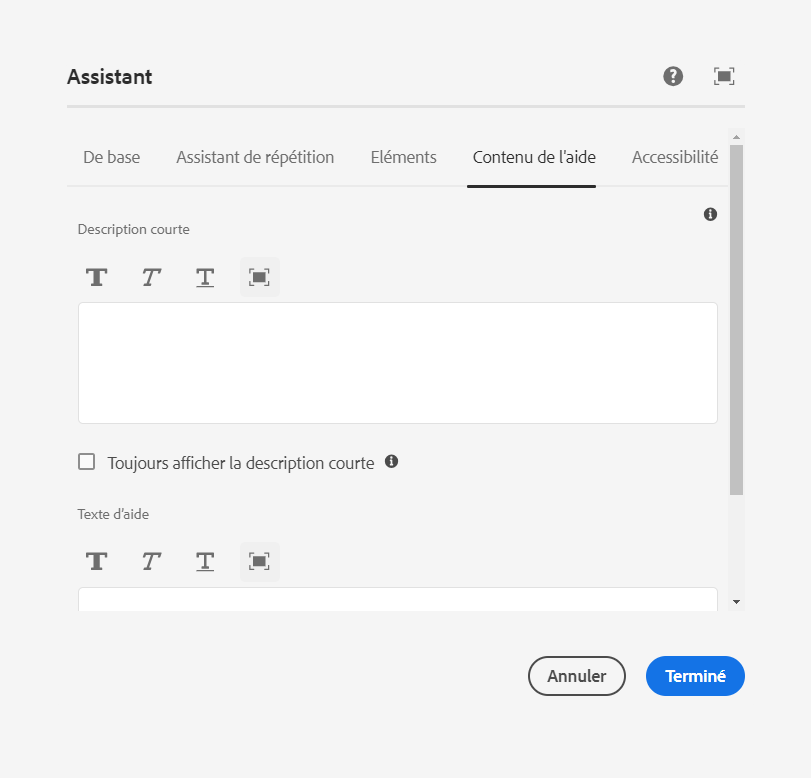 Assistant
De base
Assistant de répétition
Eléments
Contenu de l'aide
Accessibilité
Description courte
T T T
Toujours afficher la description courte
Texte d’aide
T T T
Annuler
Terminé